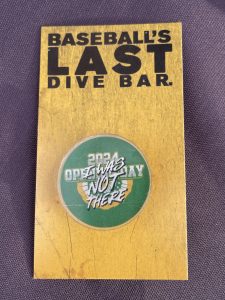 BASEBALL'S
LAST
DIVE BAR.
2024
OPENING DAY
I WAS
NOT
THERE